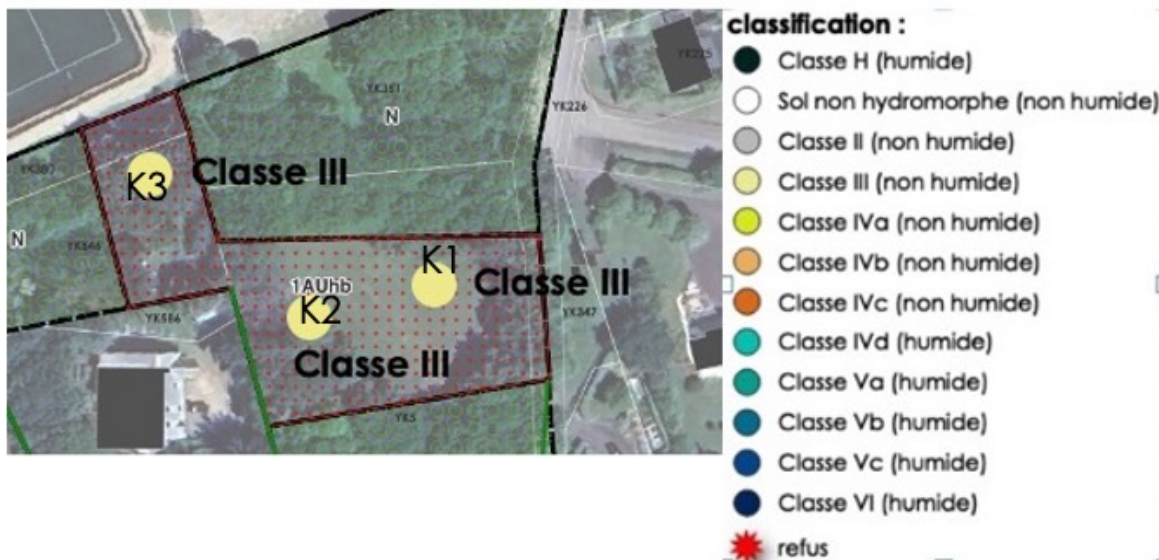 YK225
YK351
YK226
N
Classe III
K3
N
YK346
K1
Classe III
1AUhb
K2
YK347
YK586
Classe III
YK5
classification :
Classe H (humide)
Sol non hydromorphe (non humide)
Classe II (non humide)
Classe III (non humide)
Classe IVa (non humide)
Classe IVb (non humide)
Classe IVc (non humide)
Classe IVd (humide)
Classe Va (humide)
Classe Vb (humide)
Classe Vc (humide)
Classe VI (humide)
refus